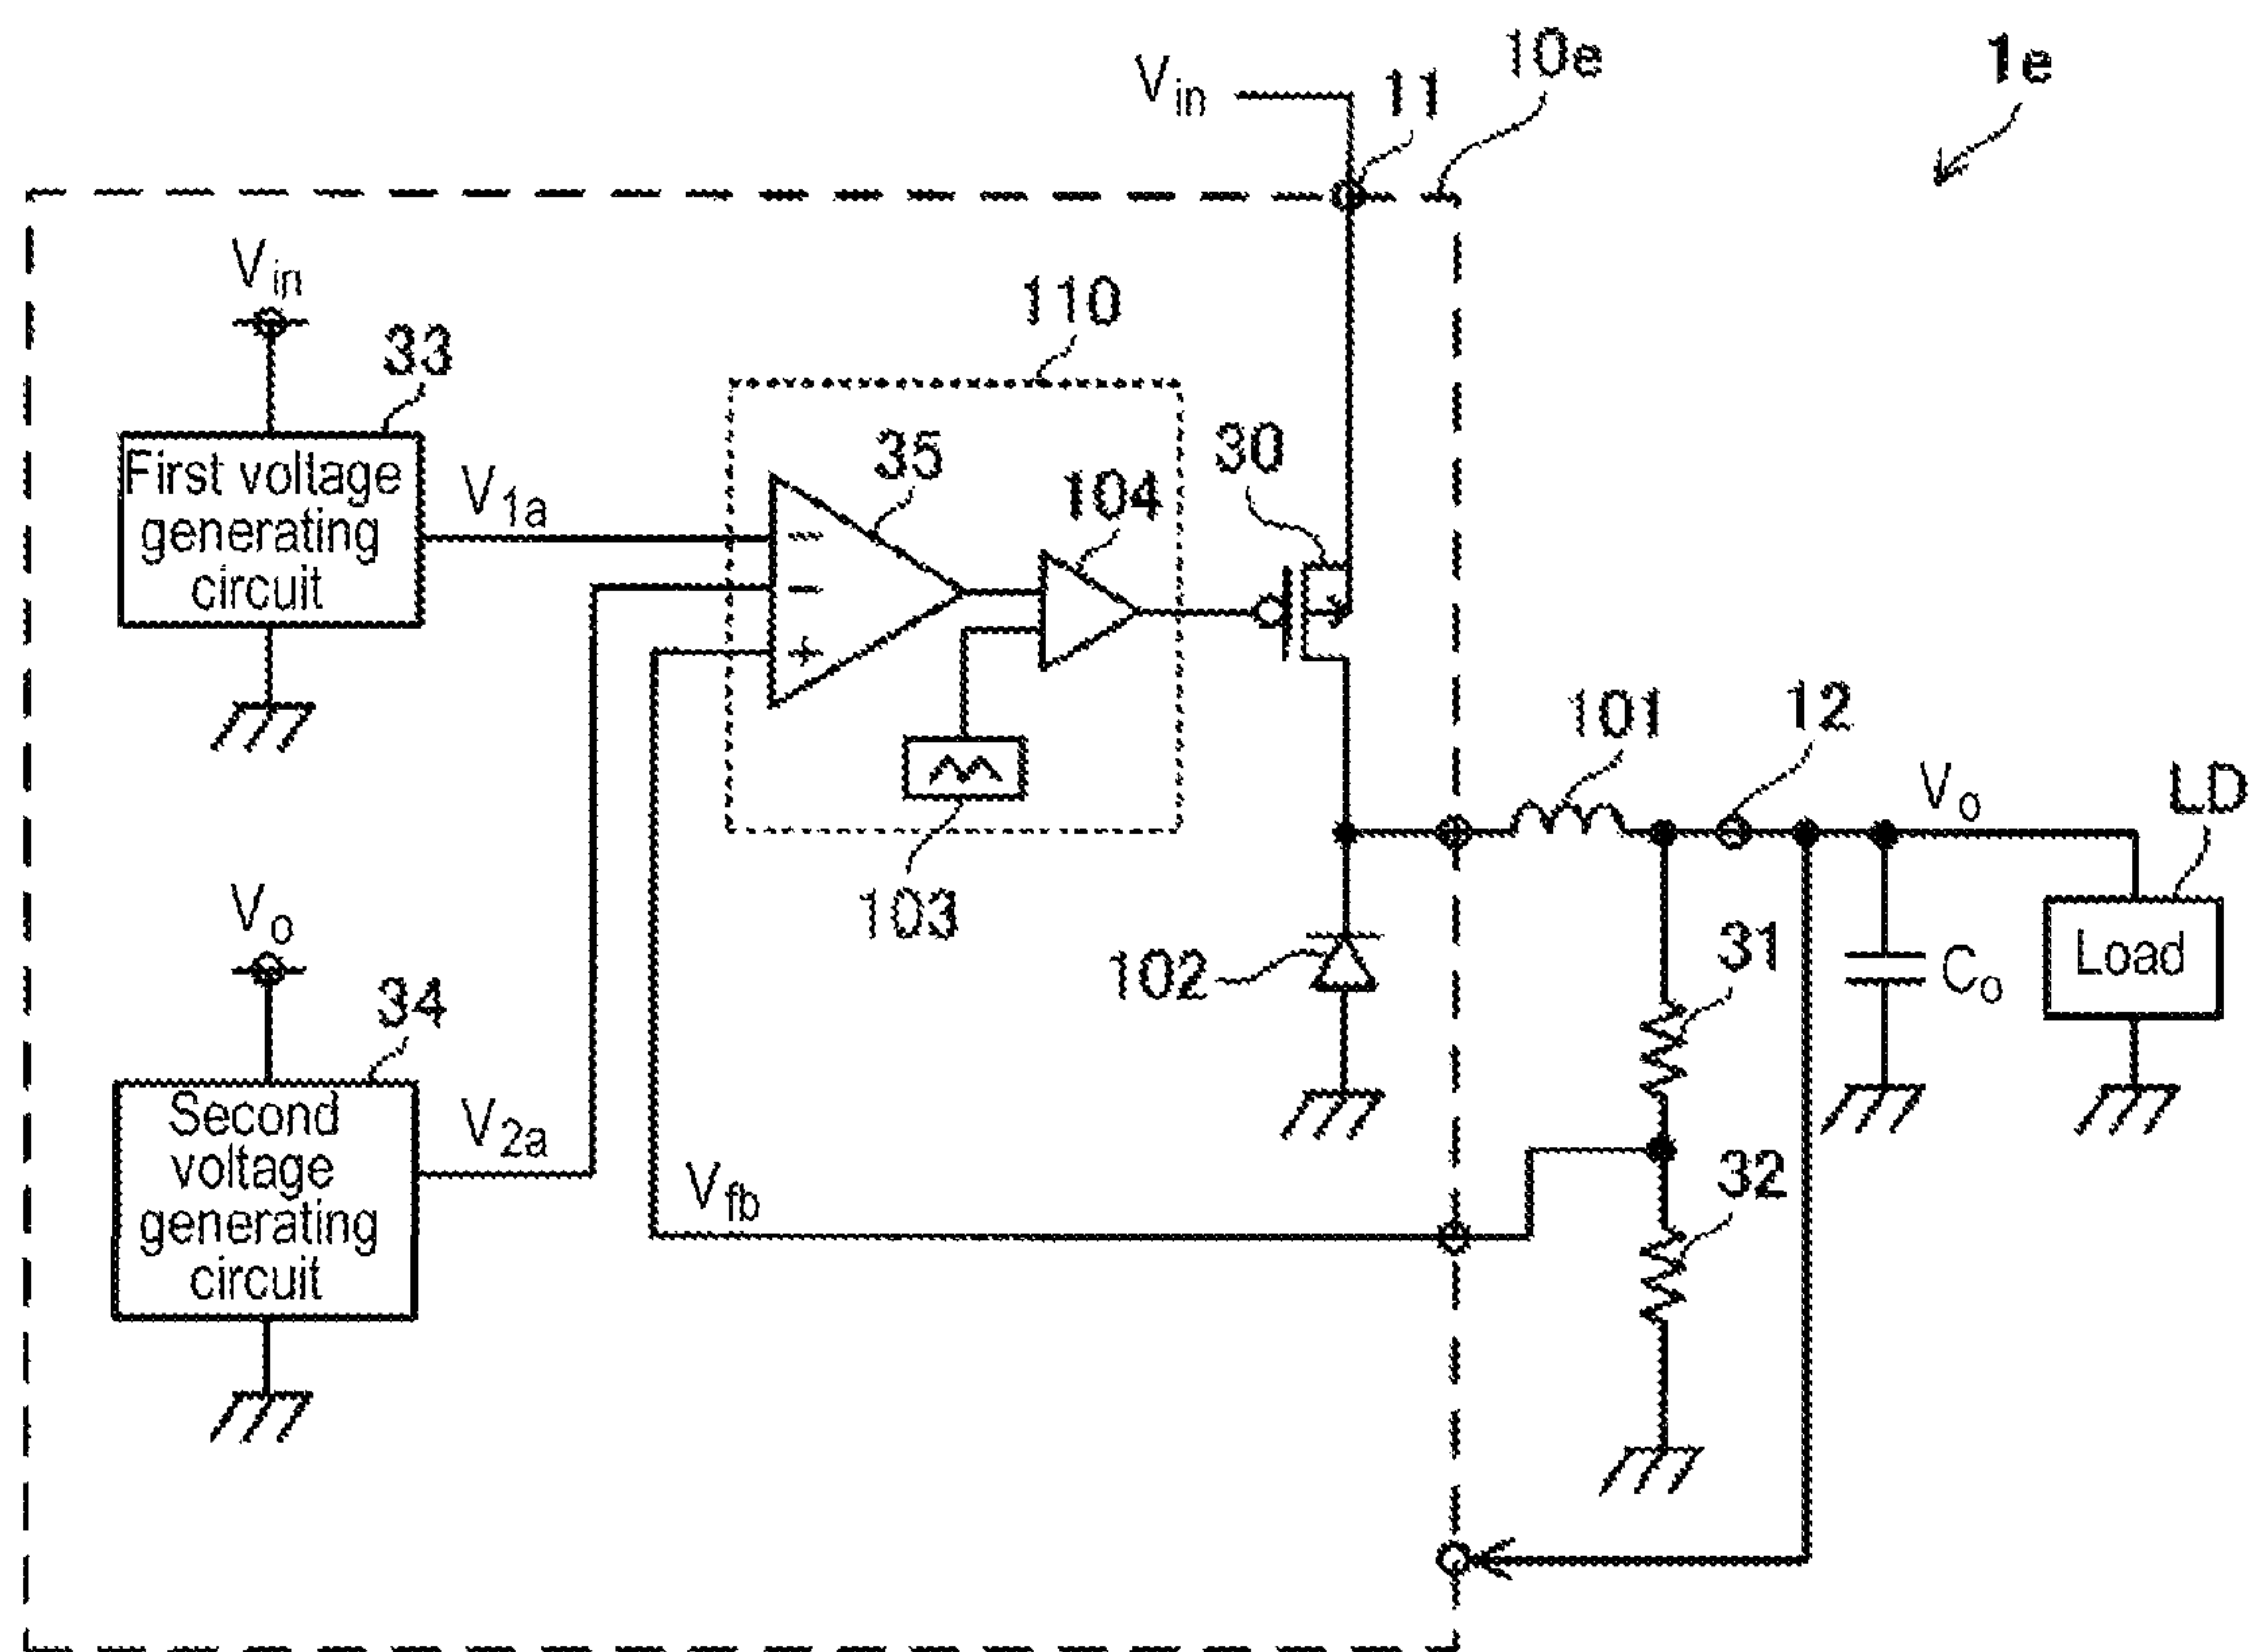 10e
1e
Vin
11
Vin
110
33
First voltage
generating
circuit
V1a
35
104
30
−
−
+
101
12
Vo
LD
103
Vo
102
31
Co
Load
34
Second
voltage
generating
circuit
V2a
Vfb
32